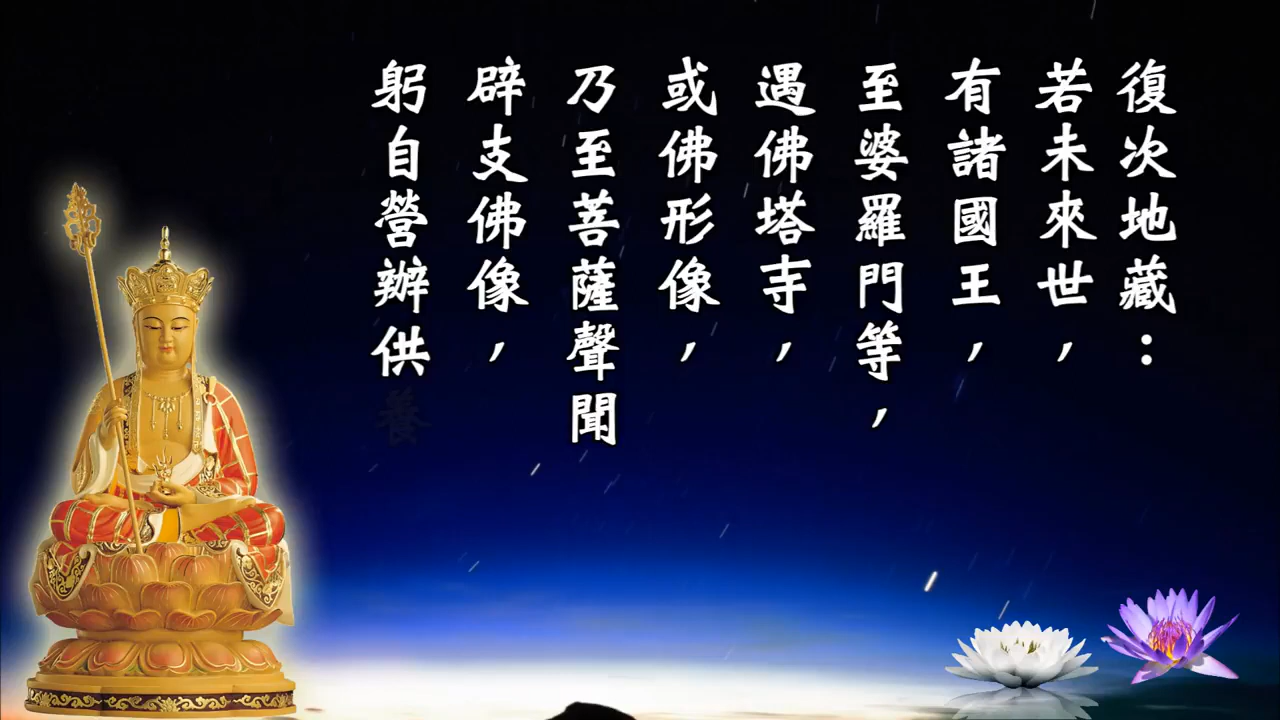 復次地藏：
若未來世，
有諸國王，
至婆羅門等，
遇佛塔寺，
或佛形像，
乃至菩薩聲聞
辟支佛像，
躬自營辦供養